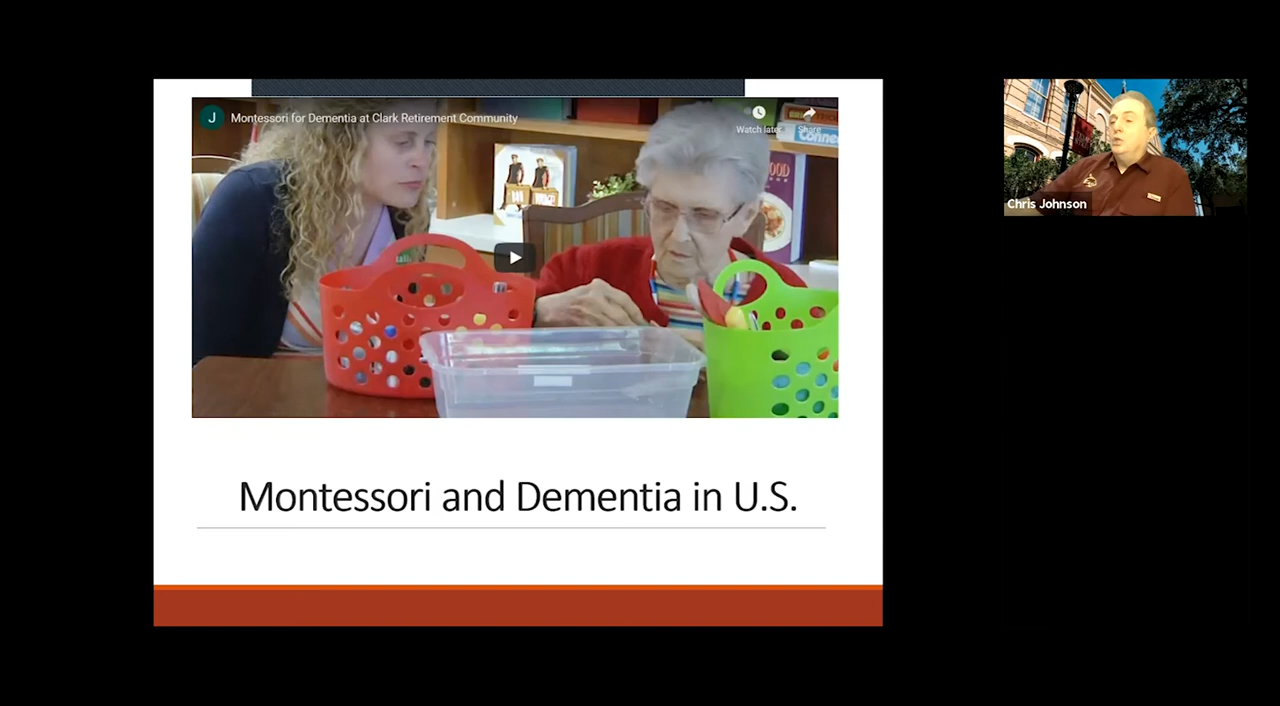 J
Montessori for Dementia at Clark Retirement Community
Watch later
Share
Montessori and Dementia in U.S.
Chris Johnson